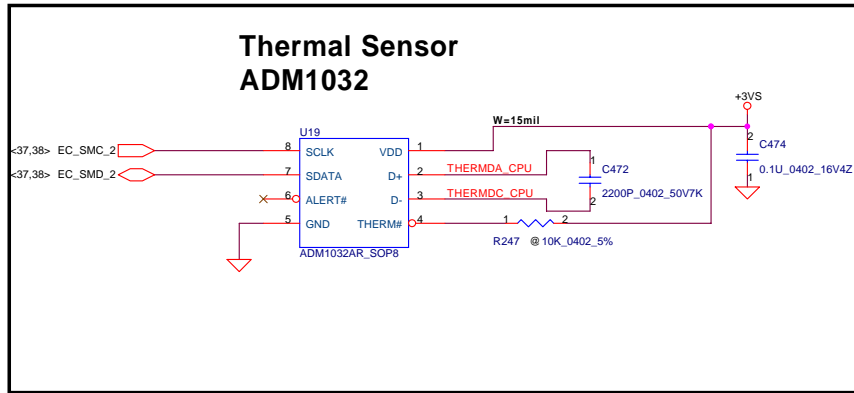 Thermal Sensor
ADM1032
+3VS
U19
W=15mil
2
C474
0.1U_0402_16V4Z
1
<37,38> EC_SMC_2
8
SCLK
VDD
1
<37,38> EC_SMD_2
7
SDATA
D+
2
THERMDA_CPU
1
C472
2200P_0402_50V7K
2
6
ALERT#
D-
3
THERMDC_CPU
5
GND
THERM#
4
1
2
R247 @10K_0402_5%
ADM1032AR_SOP8